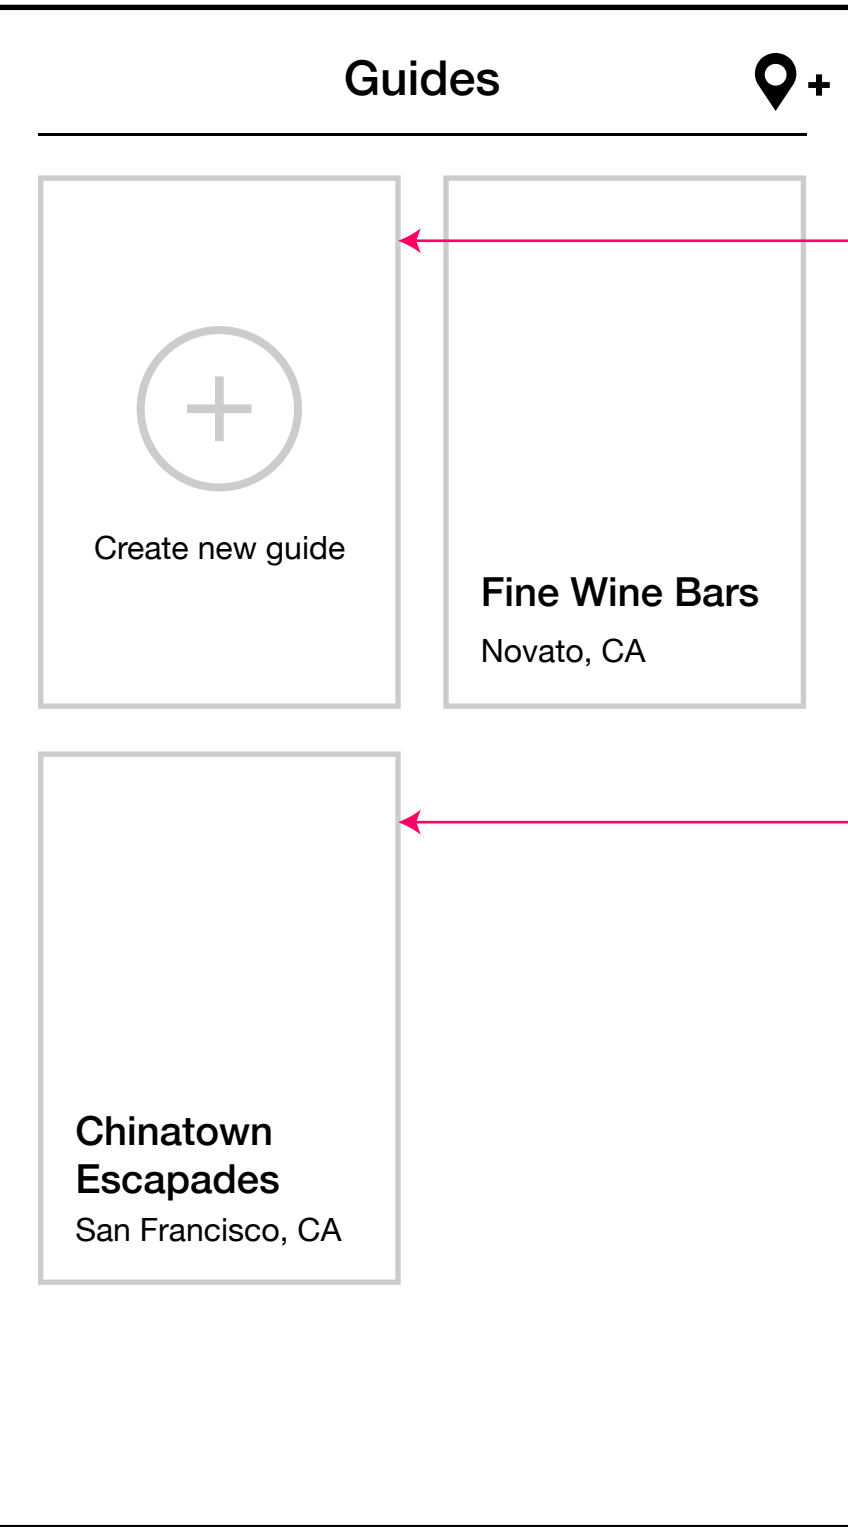 Guides
Create new guide
Fine Wine Bars
Novato, CA
Chinatown
Escapades
San Francisco, CA